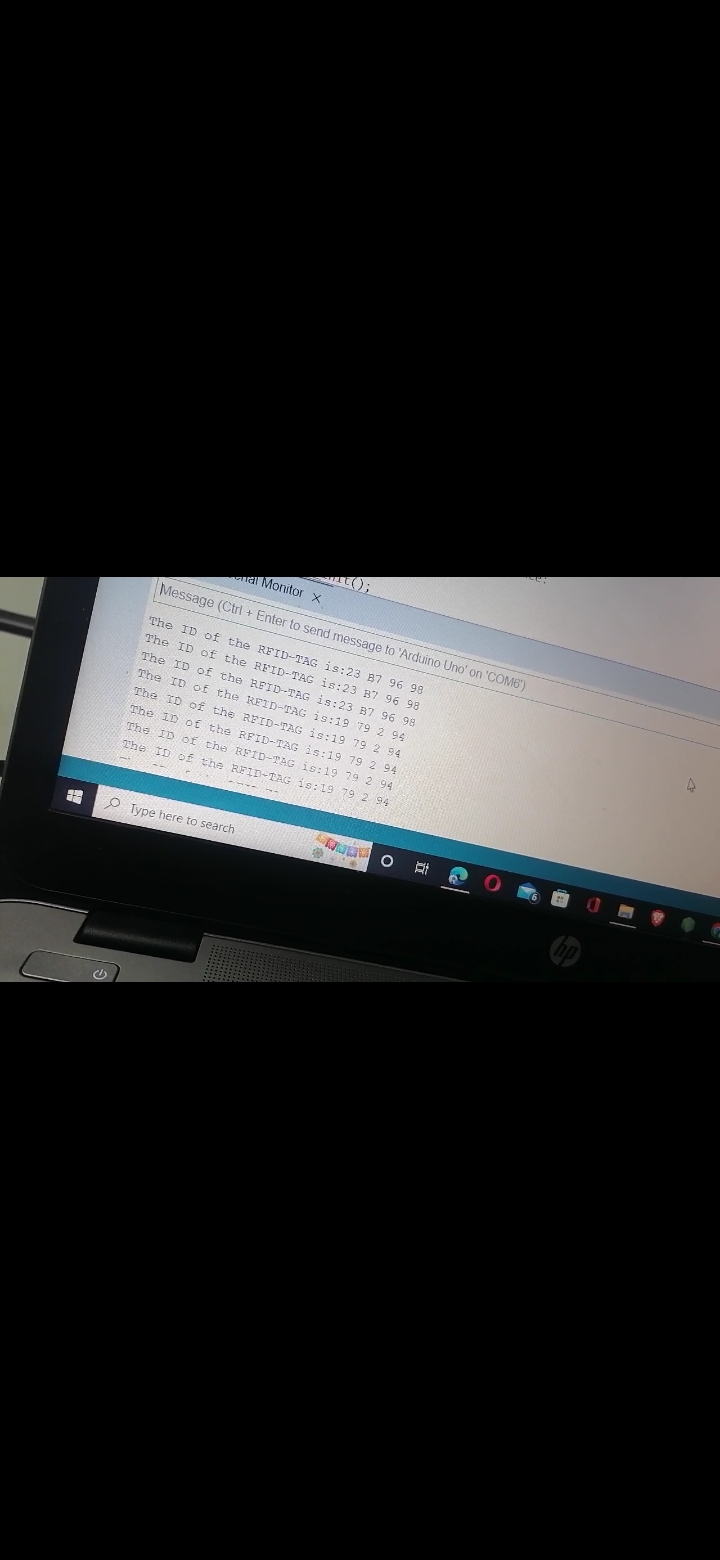 nit();
Serial Monitor X
Message (Ctrl + Enter to send message to 'Arduino Uno' on 'COM6')
The ID of the RFID-TAG is:23 B7 96 98
The ID of the RFID-TAG is:23 B7 96 98
The ID of the RFID-TAG is:23 B7 96 98
The ID of the RFID-TAG is:19 79 2 94
The ID of the RFID-TAG is:19 79 2 94
The ID of the RFID-TAG is:19 79 2 94
The ID of the RFID-TAG is:19 79 2 94
The ID of the RFID-TAG is:19 79 2 94
Type here to search
6
hp